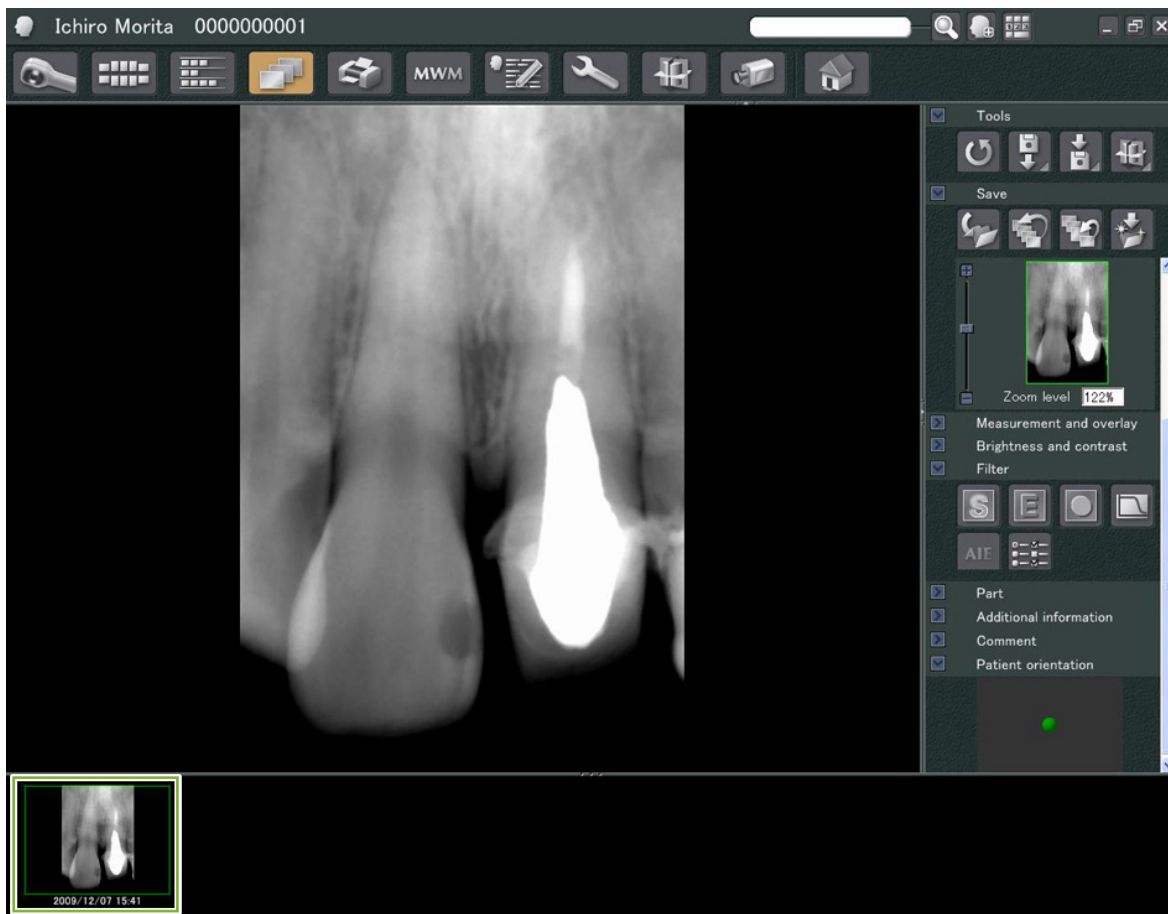 Ichiro Morita 0000000001
MWM
Tools
Save
Zoom level 122%
Measurement and overlay
Brightness and contrast
Filter
S E
AIE
Part
Additional information
Comment
Patient orientation
2009/12/07 15:41